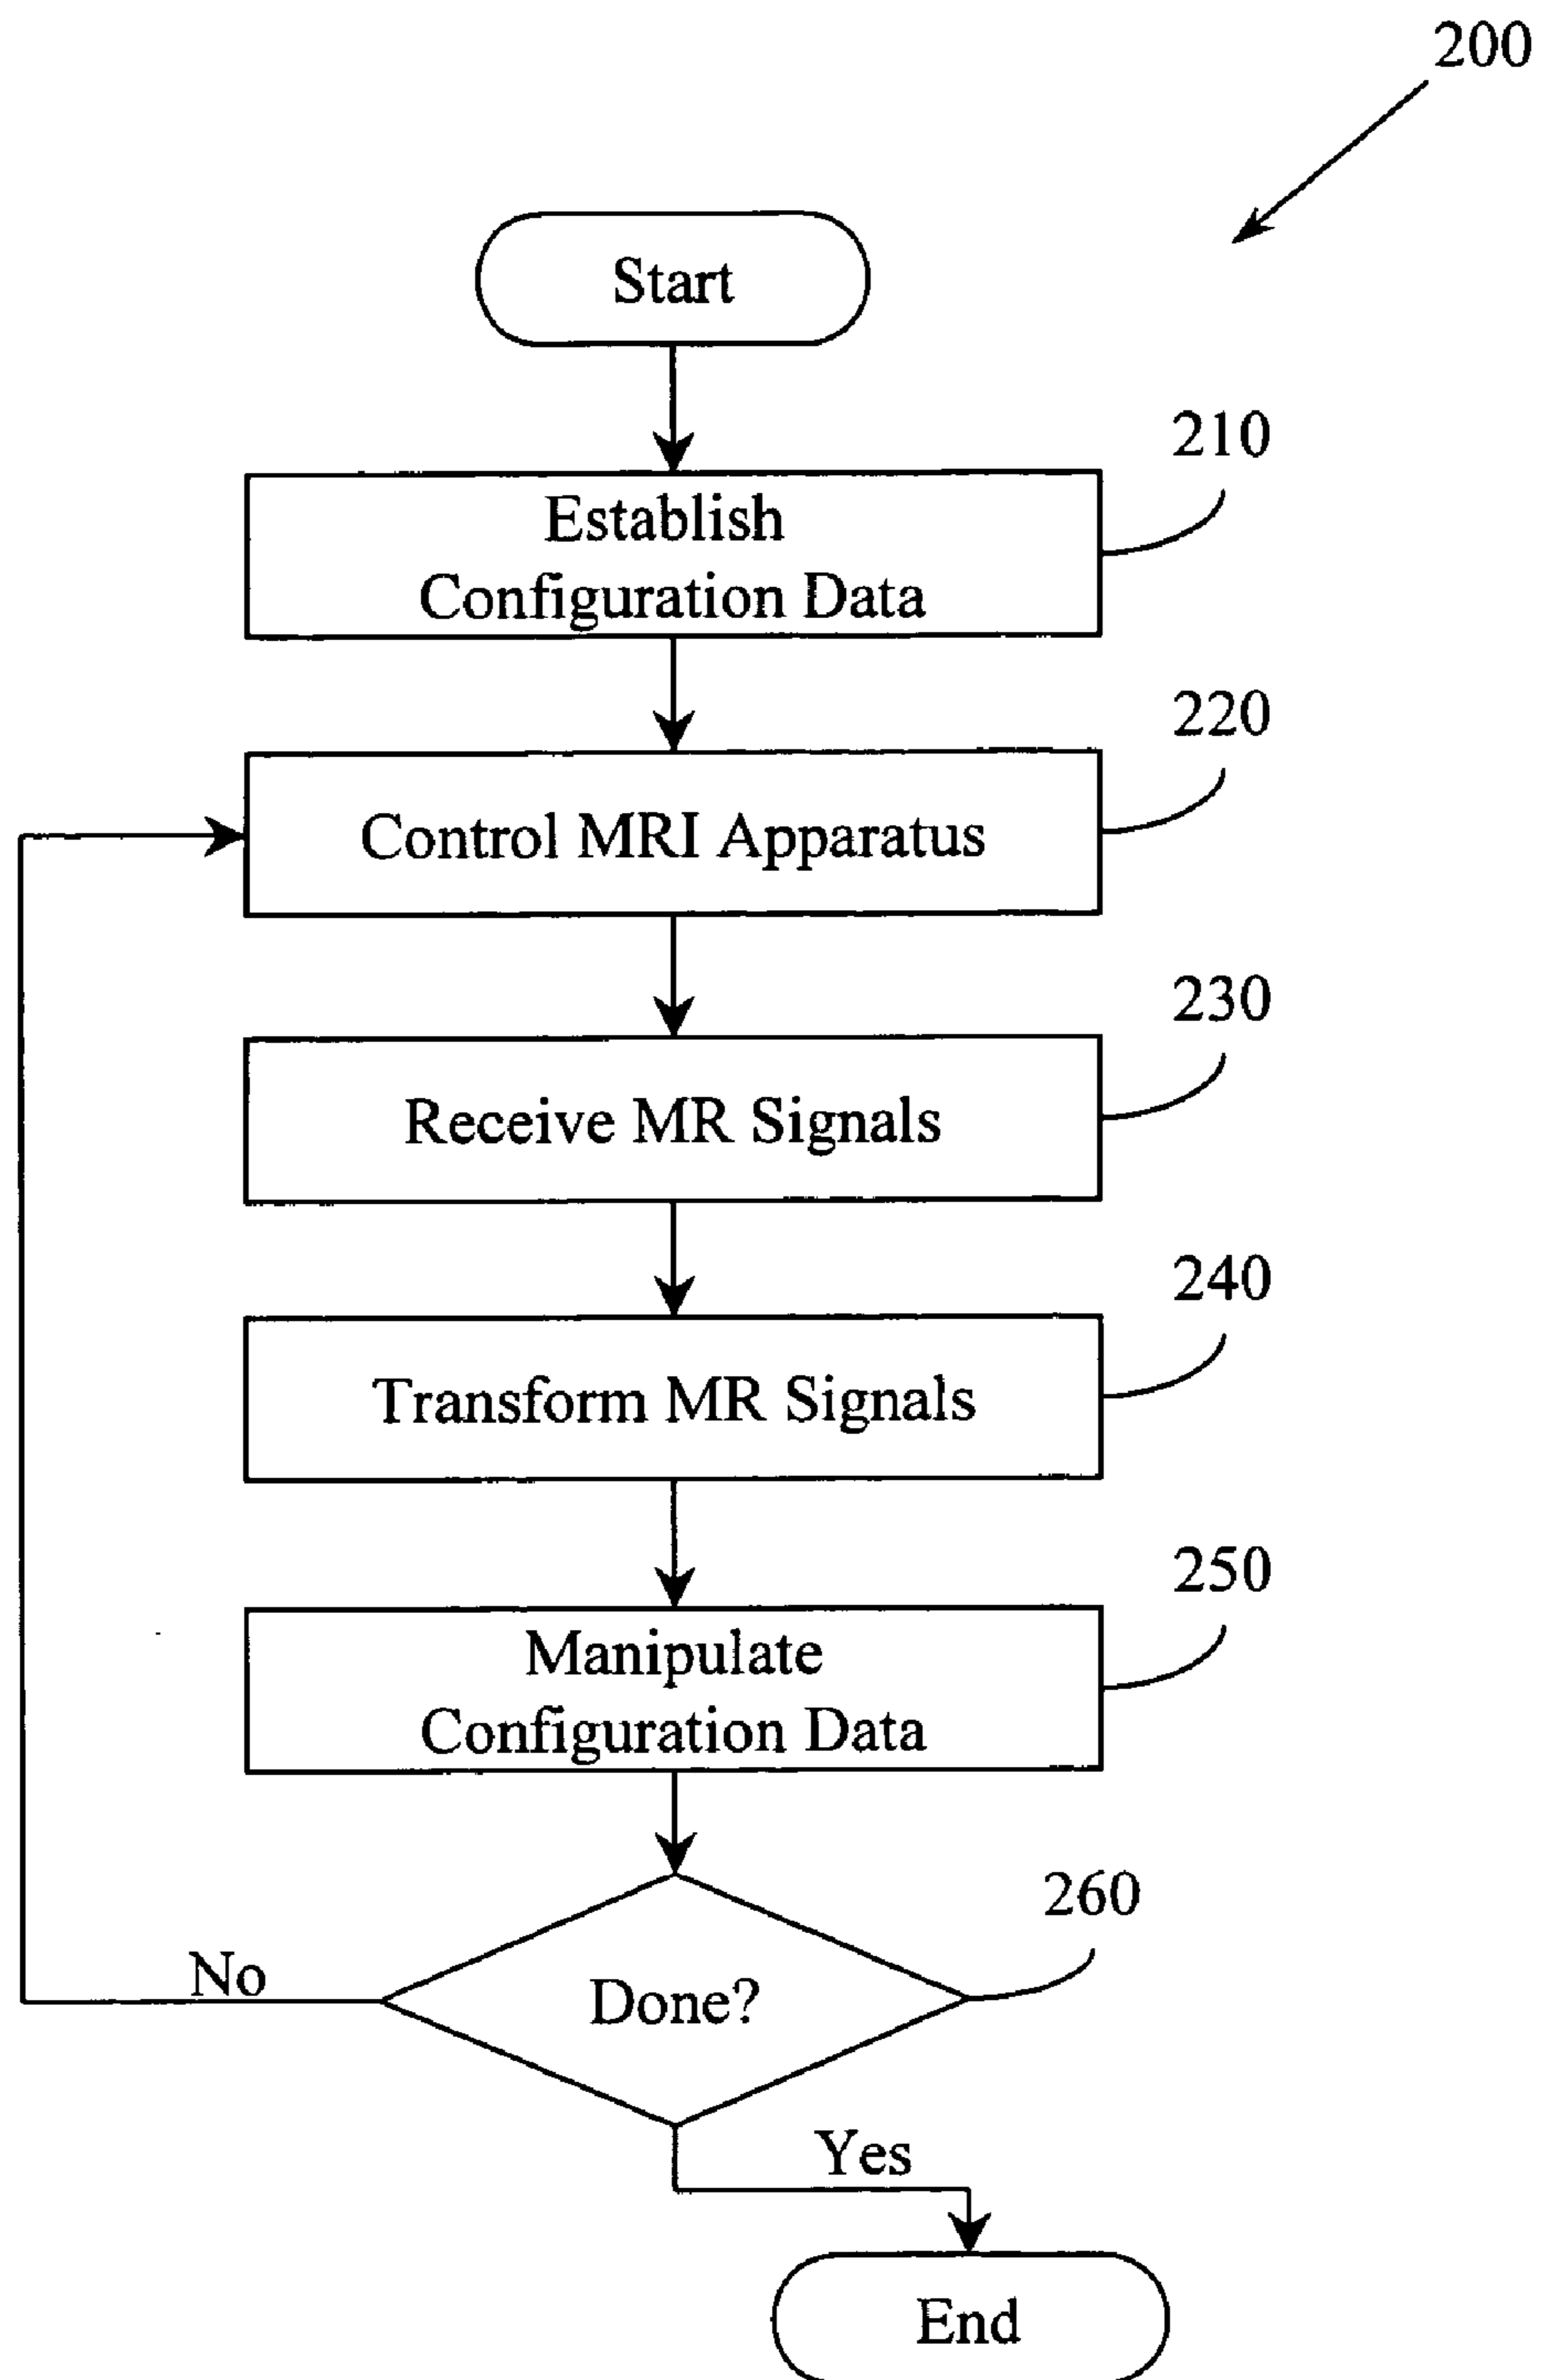 200
Start
210
Establish
Configuration Data
220
Control MRI Apparatus
230
Receive MR Signals
240
Transform MR Signals
250
Manipulate
Configuration Data
260
No
Done?
Yes
End